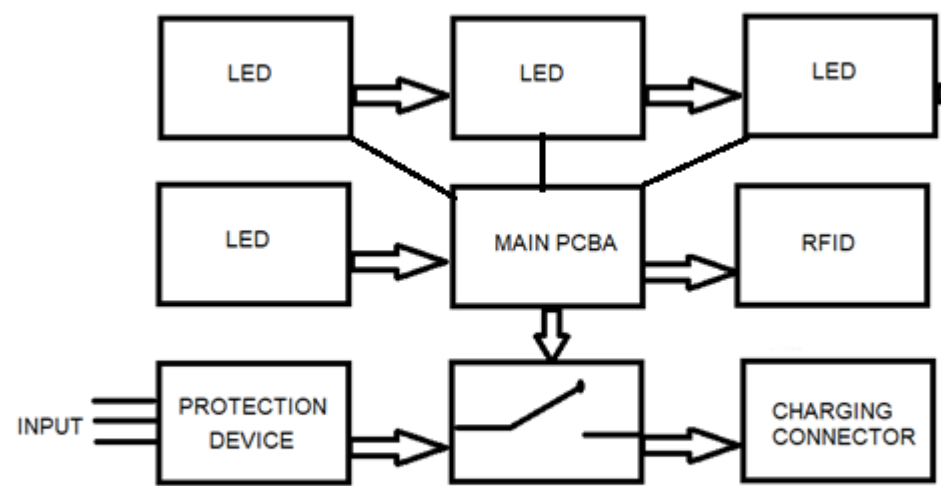 LED
LED
LED
LED
MAIN PCBA
RFID
INPUT
PROTECTION
DEVICE
CHARGING
CONNECTOR